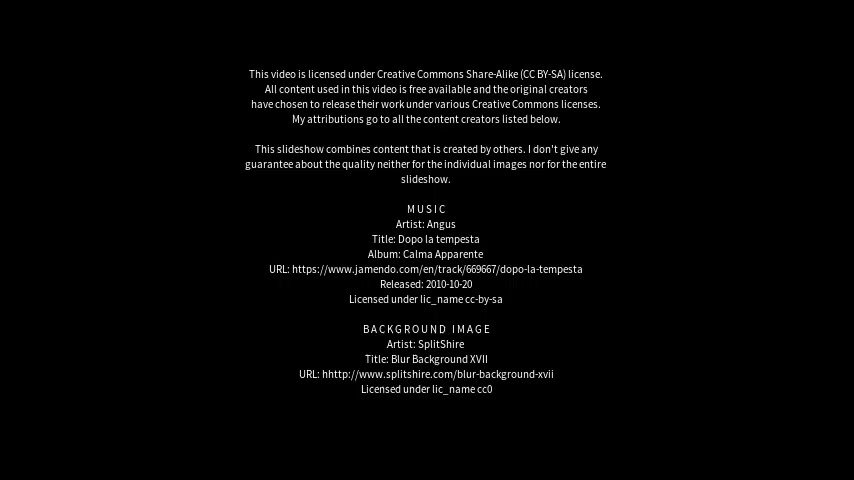 This video is licensed under Creative Commons Share-Alike (CC BY-SA) license.
All content used in this video is free available and the original creators
have chosen to release their work under various Creative Commons licenses.
My attributions go to all the content creators listed below.
This slideshow combines content that is created by others. I don't give any
guarantee about the quality neither for the individual images nor for the entire
slideshow.
MUSIC
Artist: Angus
Title: Dopo la tempesta
Album: Calma Apparente
URL: https://www.jamendo.com/en/track/669667/dopo-la-tempesta
Released: 2010-10-20
Licensed under lic_name cc-by-sa
BACKGROUND IMAGE
Artist: SplitShire
Title: Blur Background XVII
URL: hhttp://www.splitshire.com/blur-background-xvii
Licensed under lic_name cc0